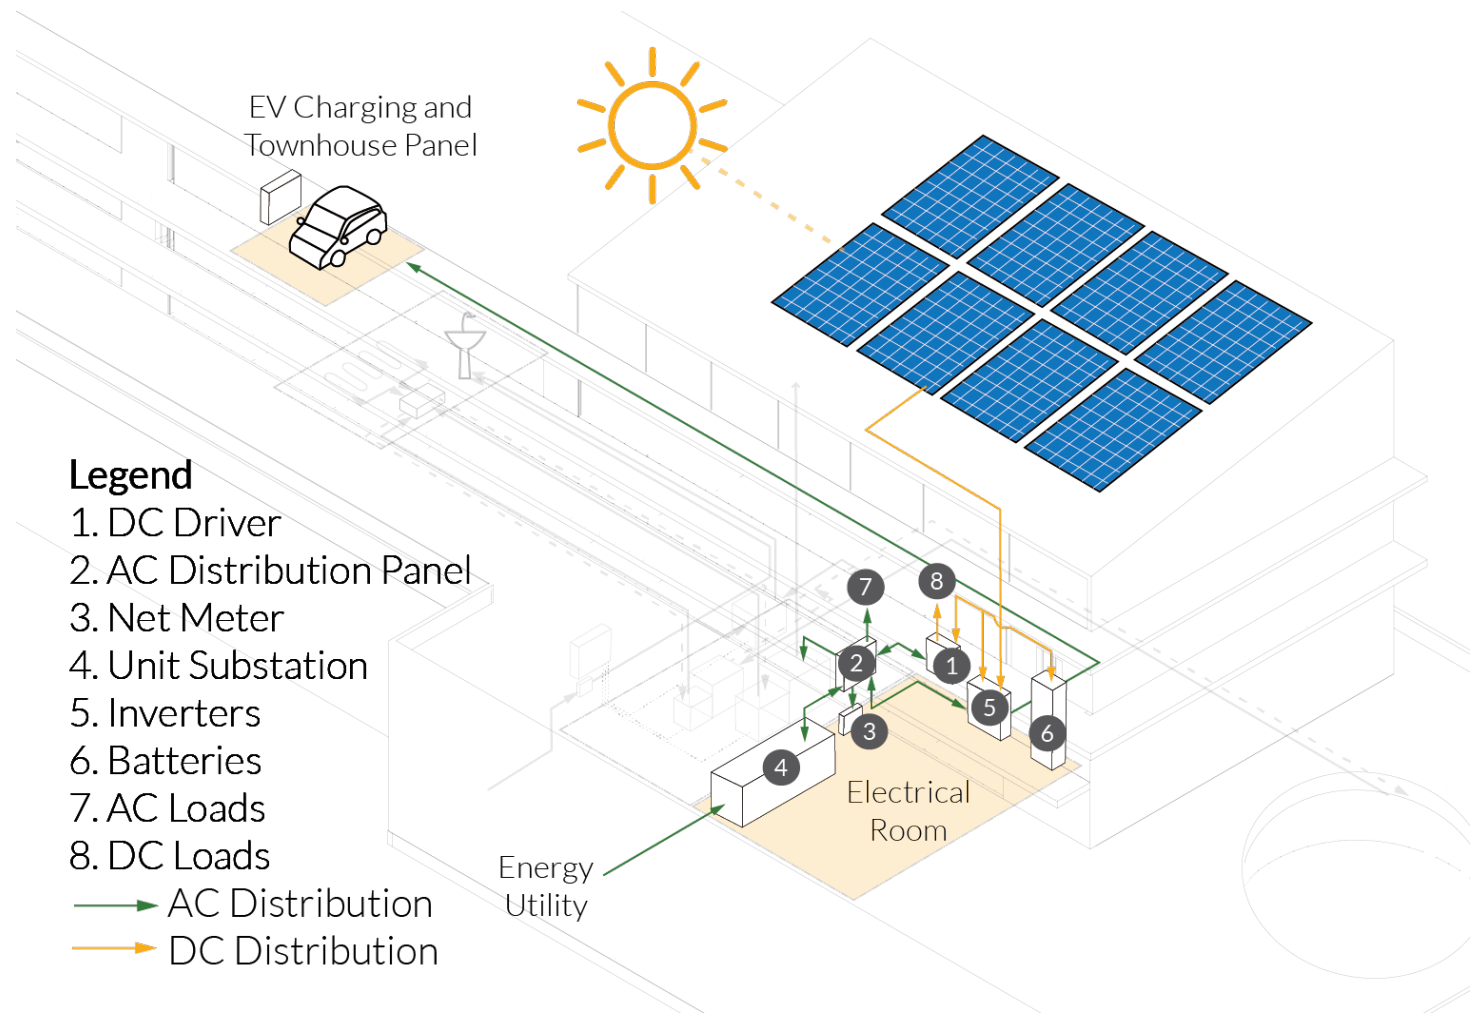 EV Charging and
Townhouse Panel
Legend
1. DC Driver
2. AC Distribution Panel
3. Net Meter
4. Unit Substation
5. Inverters
6. Batteries
7. AC Loads
8. DC Loads
AC Distribution
DC Distribution
7
8
2
1
5
3
6
4
Electrical
Room
Energy
Utility